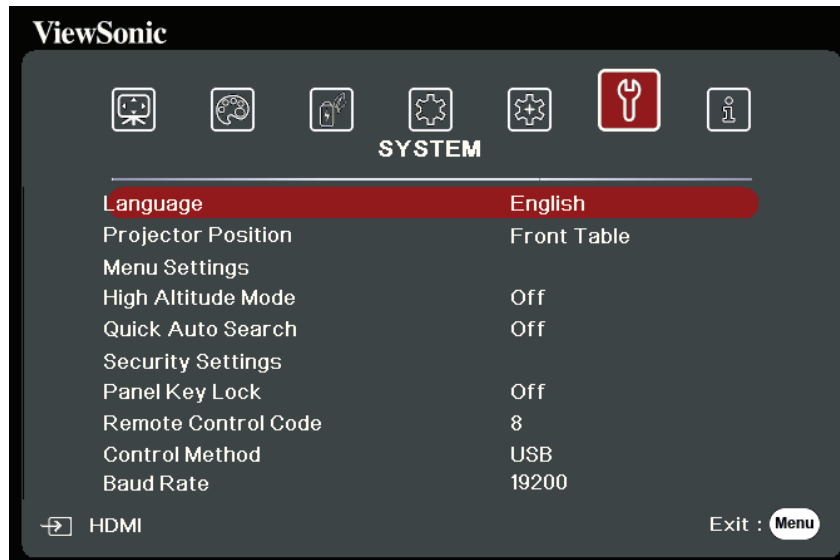 ViewSonic
SYSTEM
Language English
Projector Position Front Table
Menu Settings
High Altitude Mode Off
Quick Auto Search Off
Security Settings
Panel Key Lock Off
Remote Control Code 8
Control Method USB
Baud Rate 19200
HDMI Exit : Menu